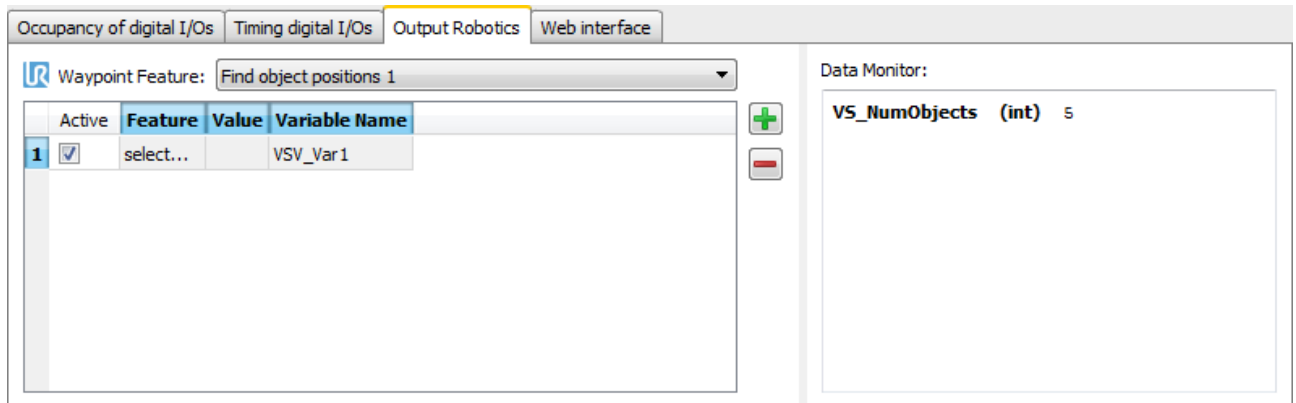 Occupancy of digital I/Os Timing digital I/Os Output Robotics Web interface
UR Waypoint Feature: Find object positions 1
Active Feature Value Variable Name
1 select... VSV_Var1
Data Monitor:
VS_NumObjects (int) 5